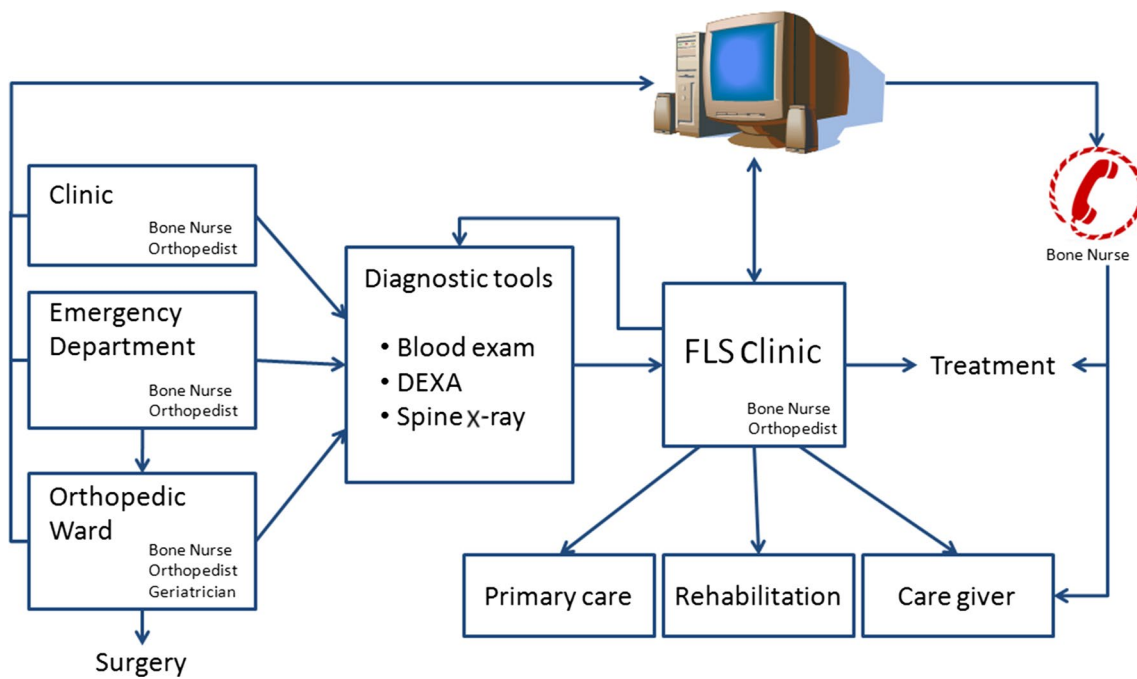 Clinic
Bone Nurse
Orthopedist
Emergency
Department
Bone Nurse
Orthopedist
Orthopedic
Ward
Bone Nurse
Orthopedist
Geriatrician
Surgery
Diagnostic tools
• Blood exam
• DEXA
• Spine x-ray
FLS Clinic
Bone Nurse
Orthopedist
Treatment
Bone Nurse
Primary care
Rehabilitation
Care giver